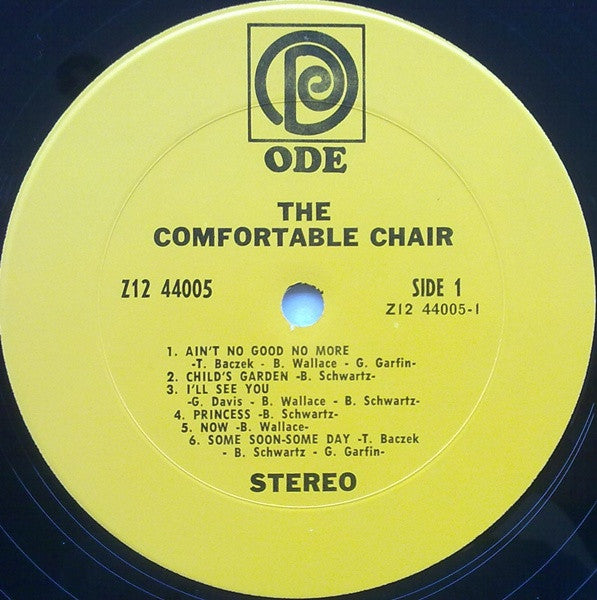 ODE
THE
COMFORTABLE CHAIR
Z12 44005
SIDE 1
Z12 44005-1
1. AIN'T NO GOOD NO MORE
-T. Baczek - B. Wallace - G. Garfin-
2. CHILD'S GARDEN -B. Schwartz-
3. I'LL SEE YOU
-G. Davis - B. Wallace - B. Schwartz-
4. PRINCESS -B. Schwartz-
5. NOW -B. Wallace-
6. SOME SOON-SOME DAY -T. Baczek
- B. Schwartz - G. Garfin-
STEREO